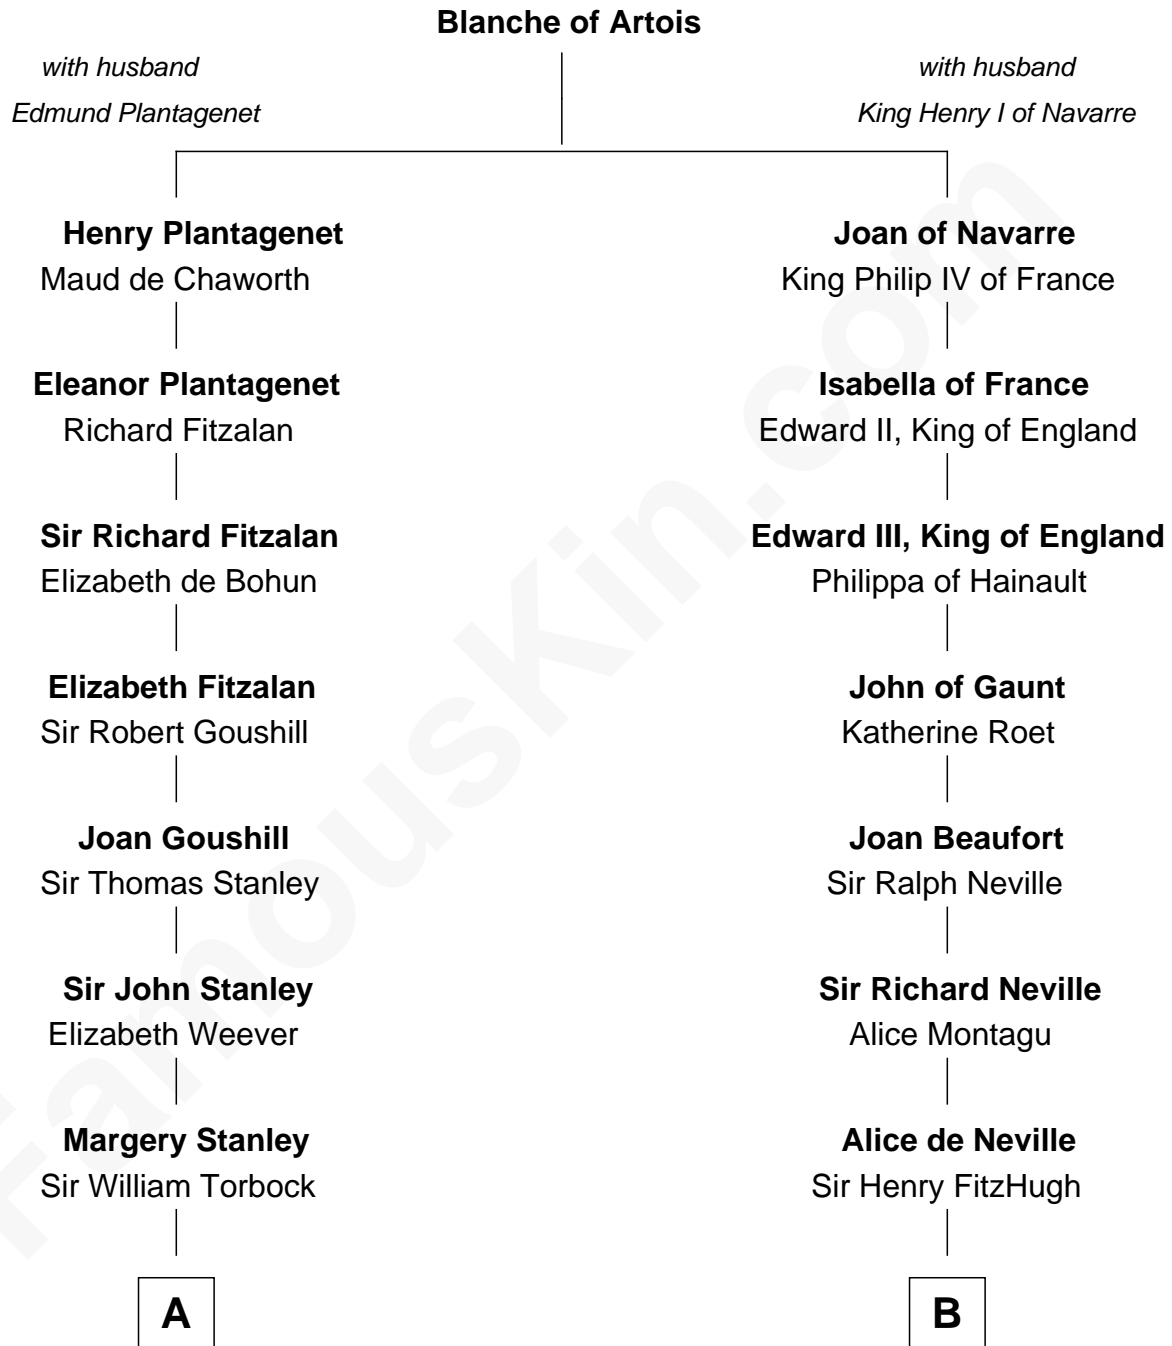 Blanche of Artois
with husband
Edmund Plantagenet
with husband
King Henry I of Navarre
Henry Plantagenet
Maud de Chaworth
Joan of Navarre
King Philip IV of France
Eleanor Plantagenet
Richard Fitzalan
Isabella of France
Edward II, King of England
Sir Richard Fitzalan
Elizabeth de Bohun
Edward III, King of England
Philippa of Hainault
Elizabeth Fitzalan
Sir Robert Goushill
John of Gaunt
Katherine Roet
Joan Goushill
Sir Thomas Stanley
Joan Beaufort
Sir Ralph Neville
Sir John Stanley
Elizabeth Weever
Sir Richard Neville
Alice Montagu
Margery Stanley
Sir William Torbock
Alice de Neville
Sir Henry FitzHugh
A
B
FamousKin.com